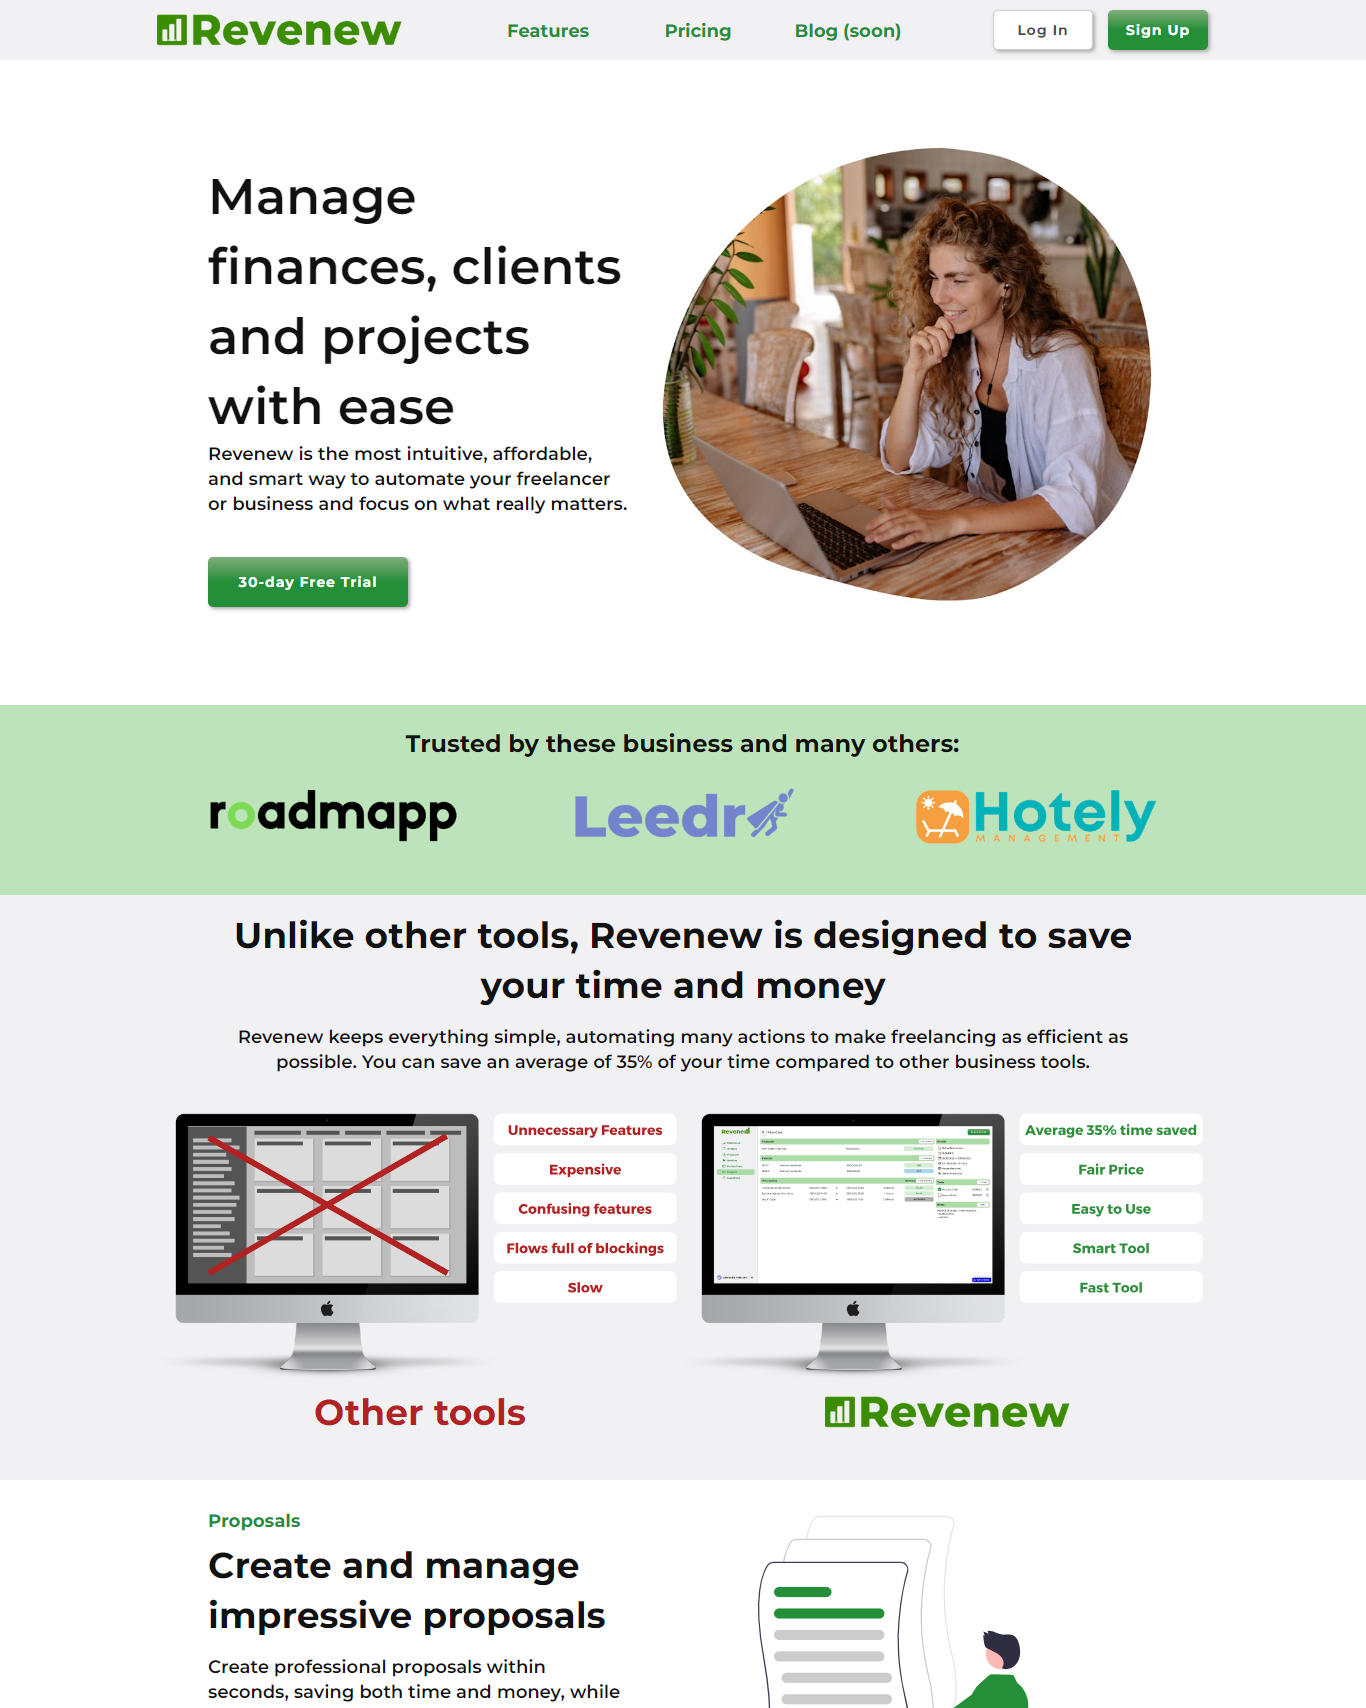 Revenew
Features
Pricing
Blog (soon)
Log In
Sign Up
Manage
finances, clients
and projects
with ease
Revenew is the most intuitive, affordable,
and smart way to automate your freelancer
or business and focus on what really matters.
30-day Free Trial
Trusted by these business and many others:
roadmapp
Leedr
Hotely
MANAGEMENT
Unlike other tools, Revenew is designed to save
your time and money
Revenew keeps everything simple, automating many actions to make freelancing as efficient as
possible. You can save an average of 35% of your time compared to other business tools.
Unnecessary Features
Expensive
Confusing features
Flows full of blockings
Slow
Other tools
Revenew
Average 35% time saved
Fair Price
Easy to Use
Smart Tool
Fast Tool
Revenew
Proposals
Create and manage
impressive proposals
Create professional proposals within
seconds, saving both time and money, while